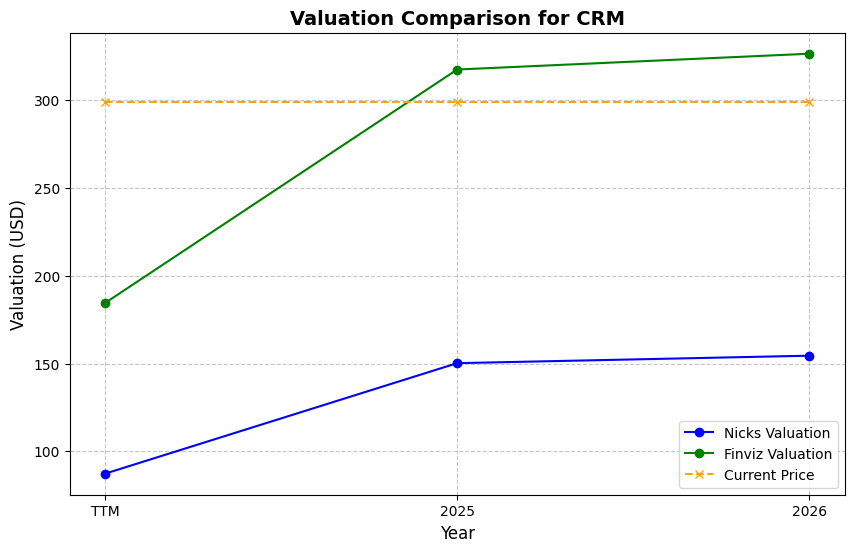 Valuation Comparison for CRM
Valuation (USD)
300
250
200
150
100
TTM
2025
2026
Year
Nicks Valuation
Finviz Valuation
Current Price